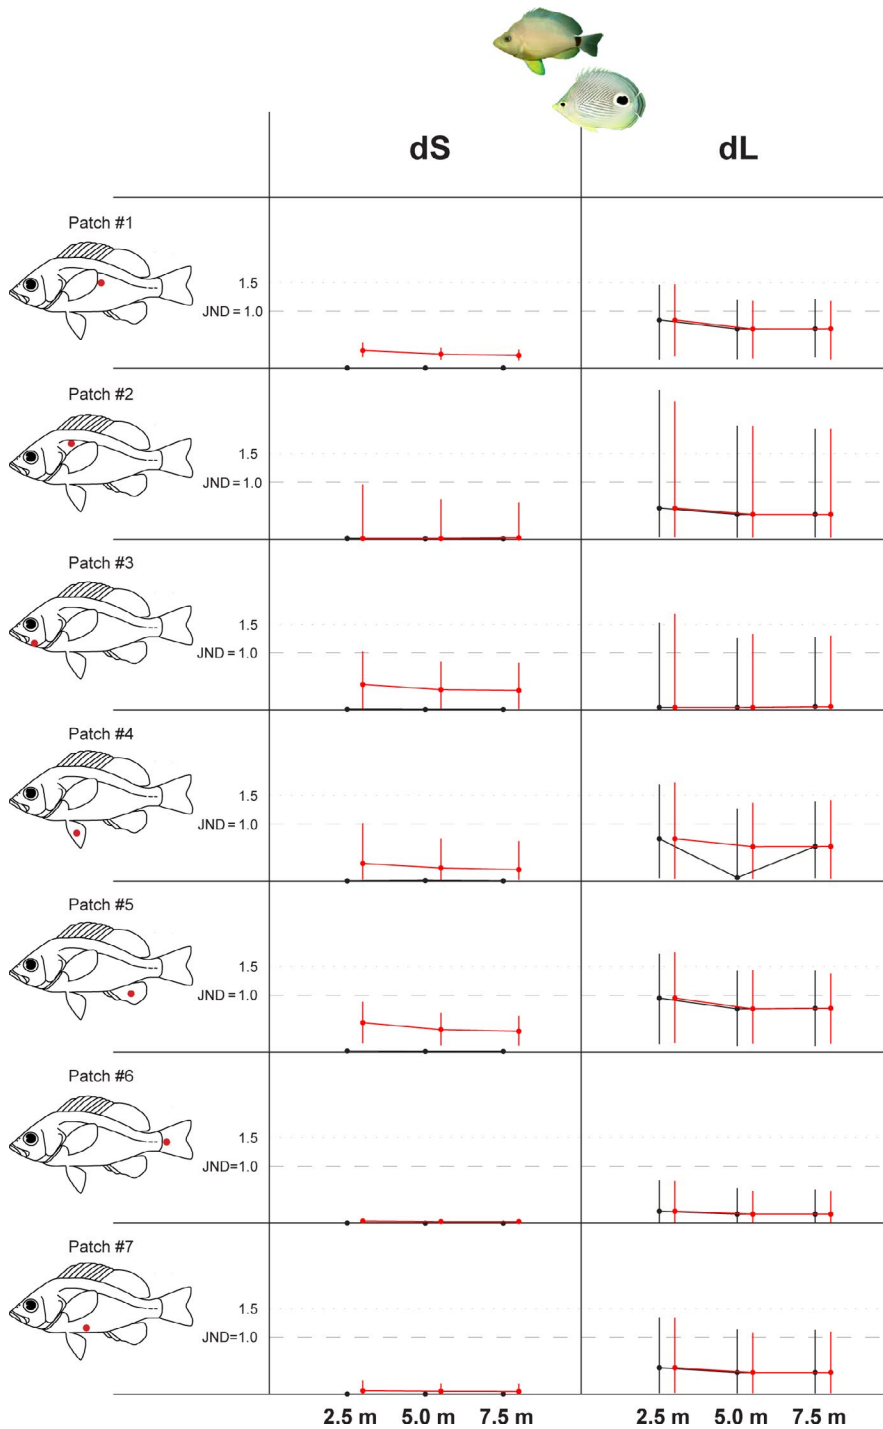 dS dL
Patch #1
1.5
JND = 1.0
Patch #2
1.5
JND = 1.0
Patch #3
1.5
JND = 1.0
Patch #4
1.5
JND = 1.0
Patch #5
1.5
JND = 1.0
Patch #6
1.5
JND=1.0
Patch #7
1.5
JND=1.0
2.5 m 5.0 m 7.5 m 2.5 m 5.0 m 7.5 m